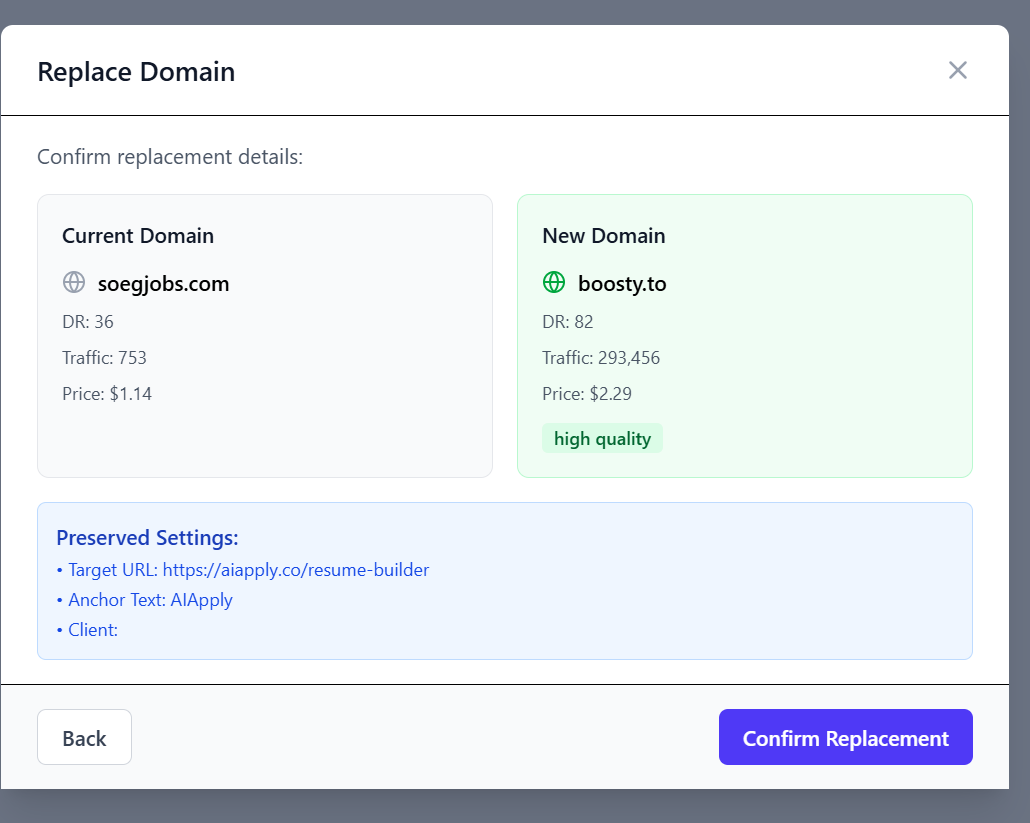 Replace Domain
Confirm replacement details:
Current Domain
soegjobs.com
DR: 36
Traffic: 753
Price: $1.14
New Domain
boosty.to
DR: 82
Traffic: 293,456
Price: $2.29
high quality
Preserved Settings:
• Target URL: https://aiapply.co/resume-builder
• Anchor Text: AIApply
• Client:
Back
Confirm Replacement